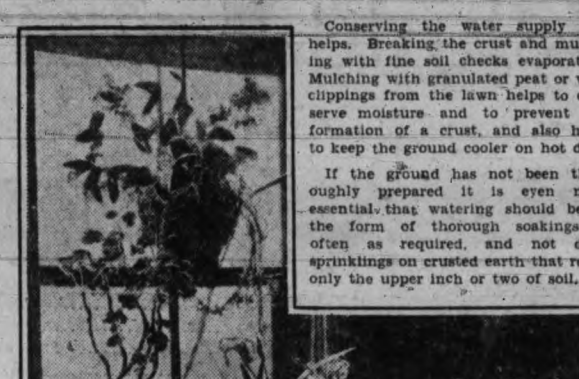 Conserving the water supply
helps. Breaking the crust and mu
ing with fine soil checks evaporat
Mulching with granulated peat or
clippings from the lawn helps to
serve moisture and to prevent
formation of a crust, and also h
to keep the ground cooler on hot d
If the ground has not been th
oughly prepared it is even m
essential that watering should be
the form of thorough soakings
often as required, and not
sprinklings on crusted earth that re
only the upper inch or two of soil.